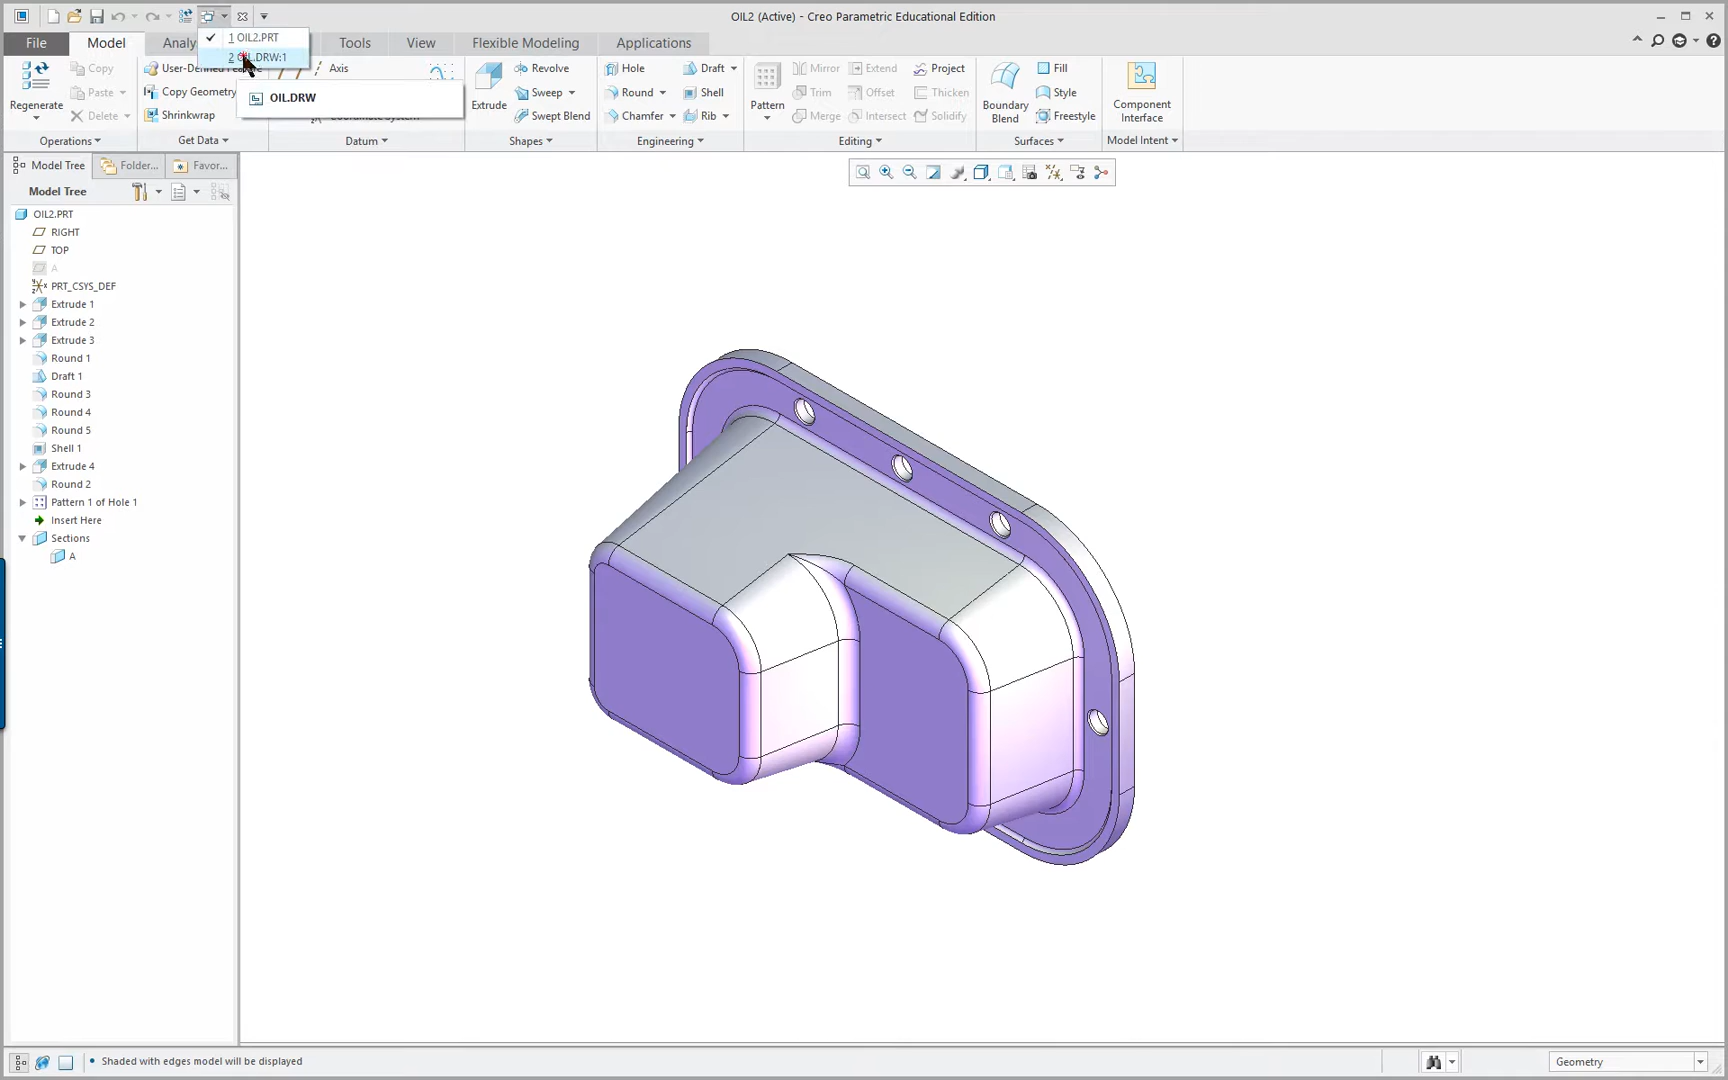 OIL2 (Active) - Creo Parametric Educational Edition
1 OIL2.PRT
2 OIL.DRW:1
OIL.DRW
File
Model
Analy
Tools
View
Flexible Modeling
Applications
Regenerate
Copy
Paste
Delete
Operations
Copy Geometry
Shrinkwrap
Get Data
Axis
Datum
Extrude
Revolve
Sweep
Swept Blend
Shapes
Hole
Round
Chamfer
Draft
Shell
Rib
Engineering
Pattern
Mirror
Trim
Merge
Extend
Offset
Intersect
Project
Thicken
Solidify
Editing
Boundary
Blend
Fill
Style
Freestyle
Surfaces
Component
Interface
Model Intent
Model Tree
Folder...
Favor...
Model Tree
OIL2.PRT
RIGHT
TOP
A
PRT_CSYS_DEF
Extrude 1
Extrude 2
Extrude 3
Round 1
Draft 1
Round 3
Round 4
Round 5
Shell 1
Extrude 4
Round 2
Pattern 1 of Hole 1
Insert Here
Sections
A
• Shaded with edges model will be displayed
Geometry